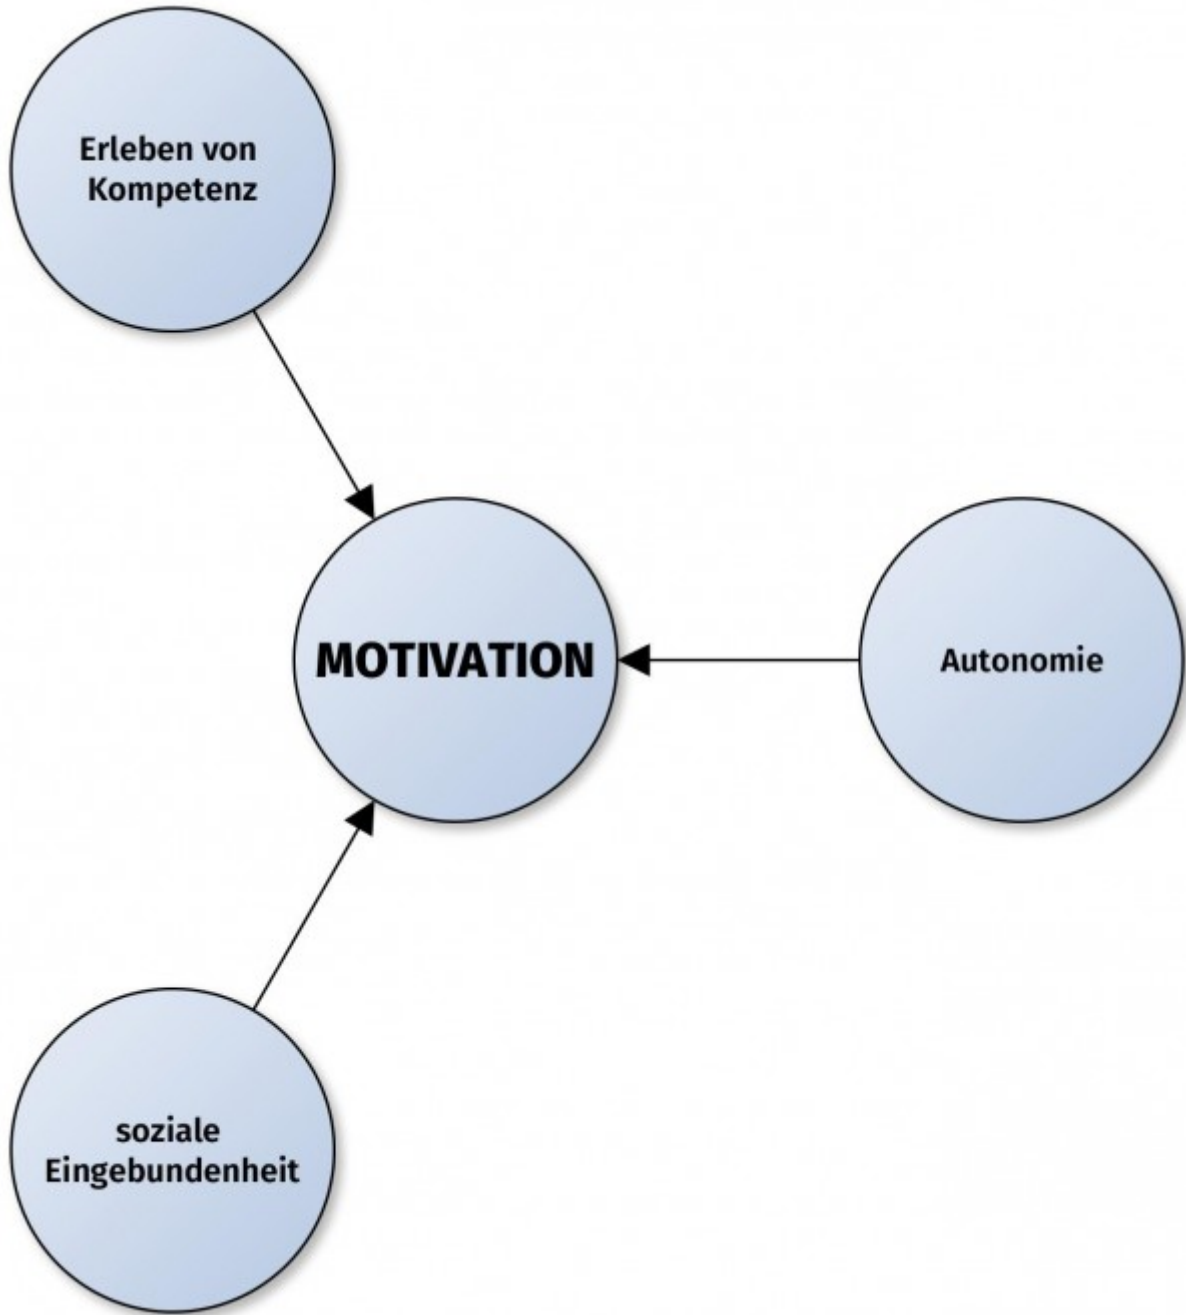 Erleben von
Kompetenz
MOTIVATION
Autonomie
soziale
Eingebundenheit